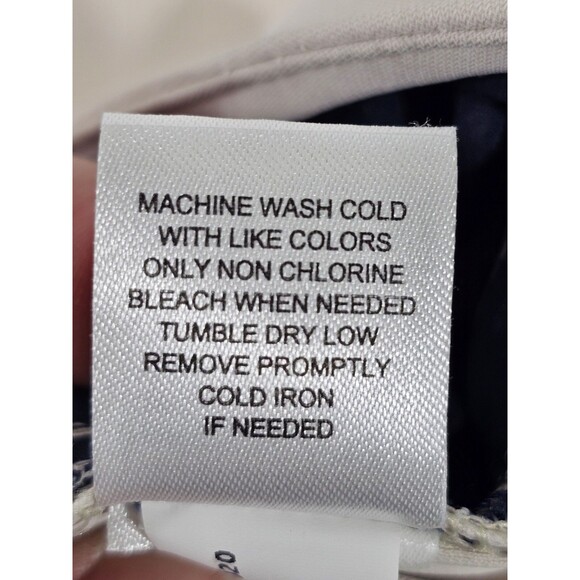 MACHINE WASH COLD
WITH LIKE COLORS
ONLY NON CHLORINE
BLEACH WHEN NEEDED
TUMBLE DRY LOW
REMOVE PROMPTLY
COLD IRON
IF NEEDED
20